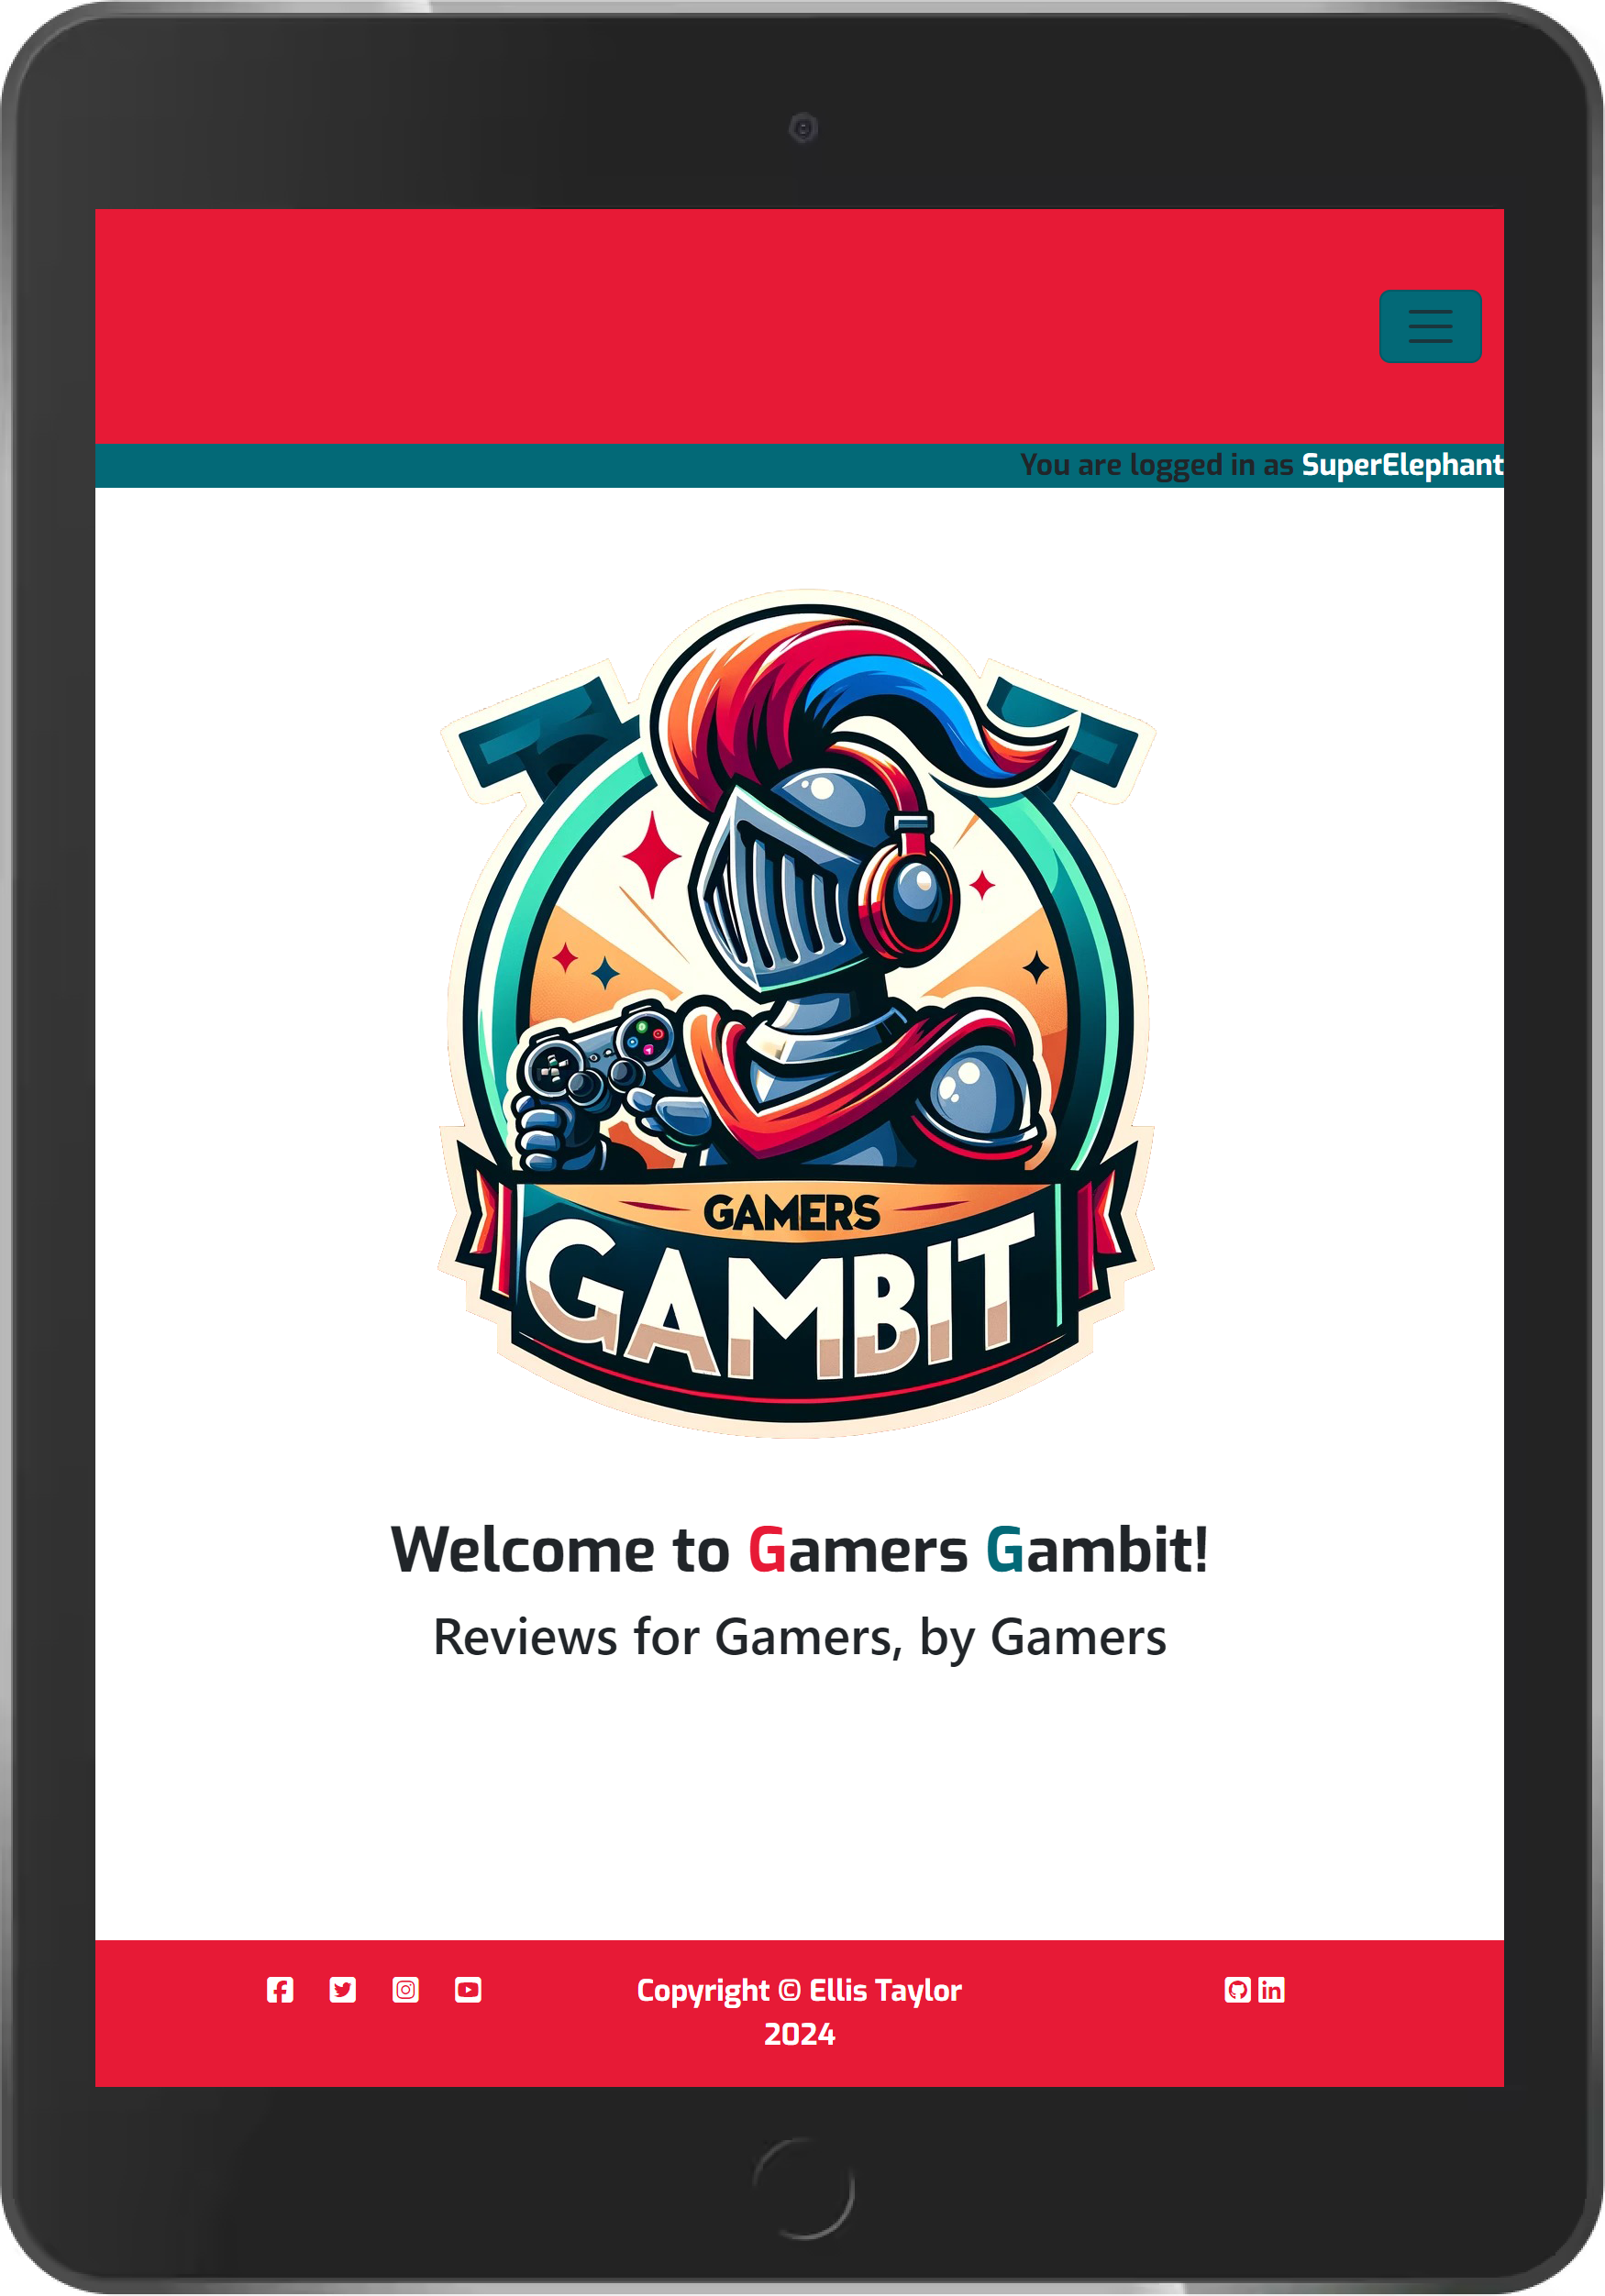 You are logged in as SuperElephant
GAMERS
GAMBIT
Welcome to Gamers Gambit!
Reviews for Gamers, by Gamers
Copyright © Ellis Taylor
2024